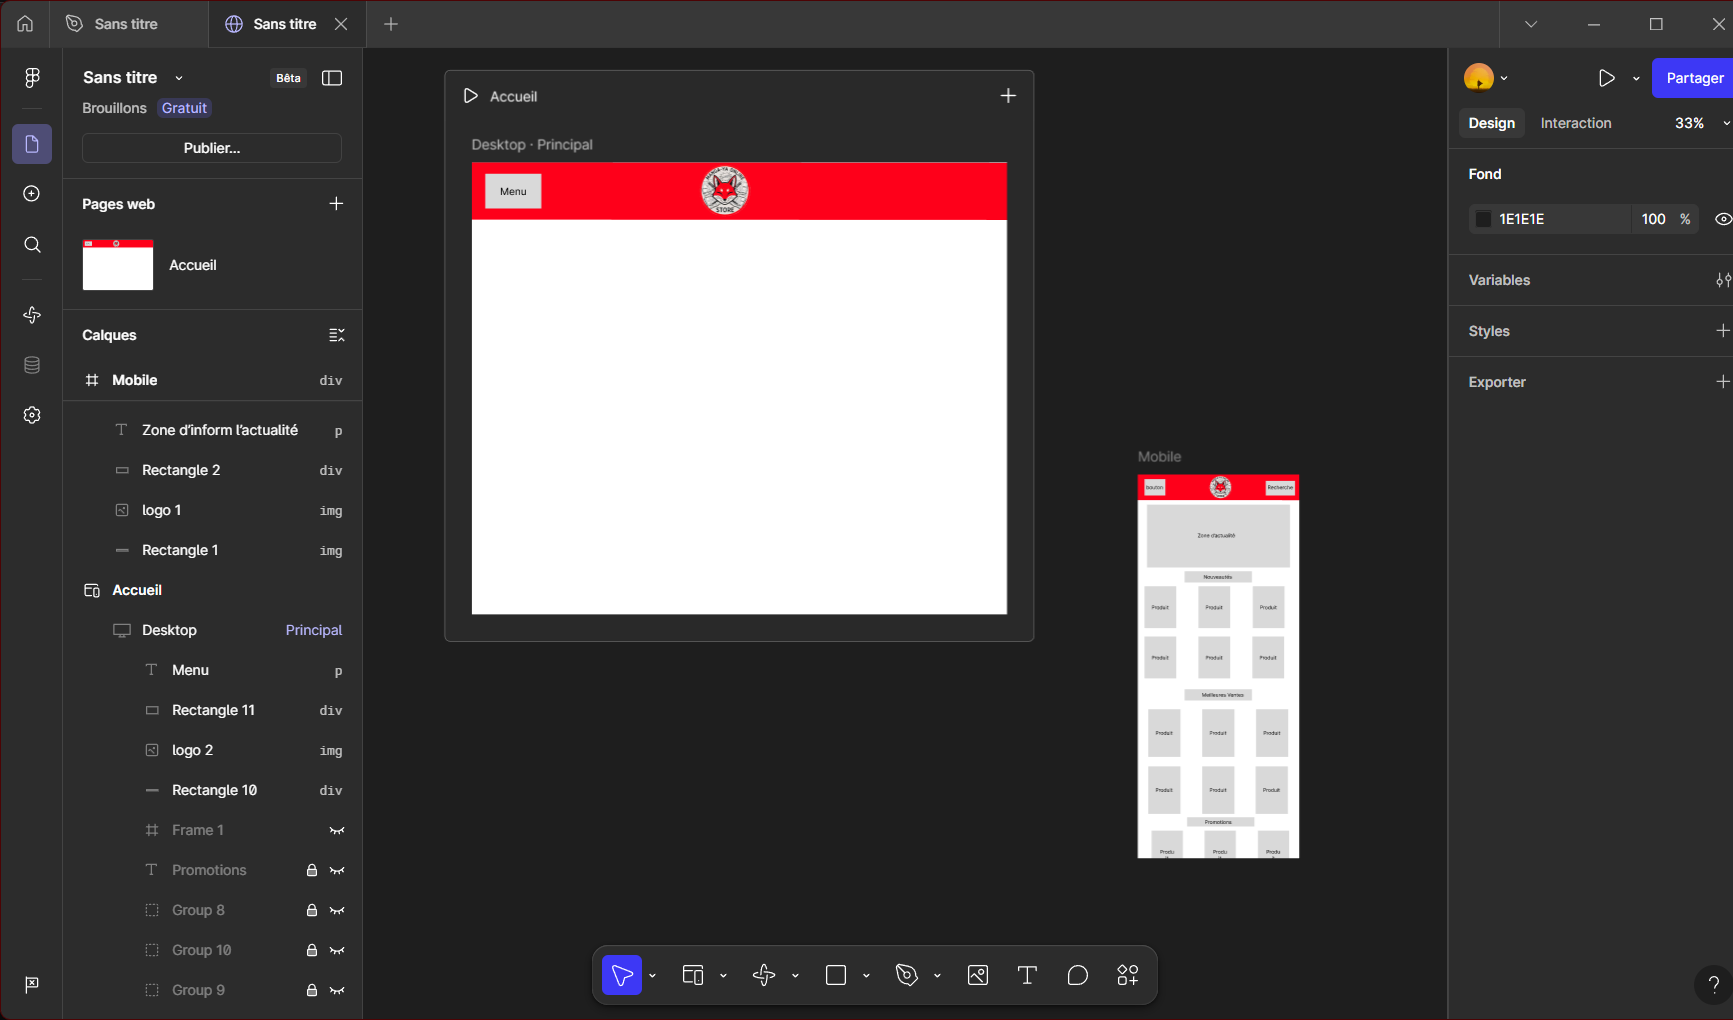 Sans titre
Sans titre
Sans titre
Bêta
Brouillons
Gratuit
Publier...
Pages web
Accueil
Calques
Mobile
div
Zone d'inform l'actualité
p
Rectangle 2
div
logo 1
img
Rectangle 1
img
Accueil
Desktop
Principal
Menu
p
Rectangle 11
div
logo 2
img
Rectangle 10
div
Frame 1
Promotions
Group 8
Group 10
Group 9
Accueil
Desktop · Principal
Menu
STORE
Mobile
bouton
Recherche
Zone d'actualité
Nouveautés
Produit
Produit
Produit
Produit
Produit
Produit
Meilleures Ventes
Produit
Produit
Produit
Produit
Produit
Produit
Promotions
Produ
Produ
Produ
Partager
Design
Interaction
33%
Fond
1E1E1E
100
%
Variables
Styles
Exporter
?